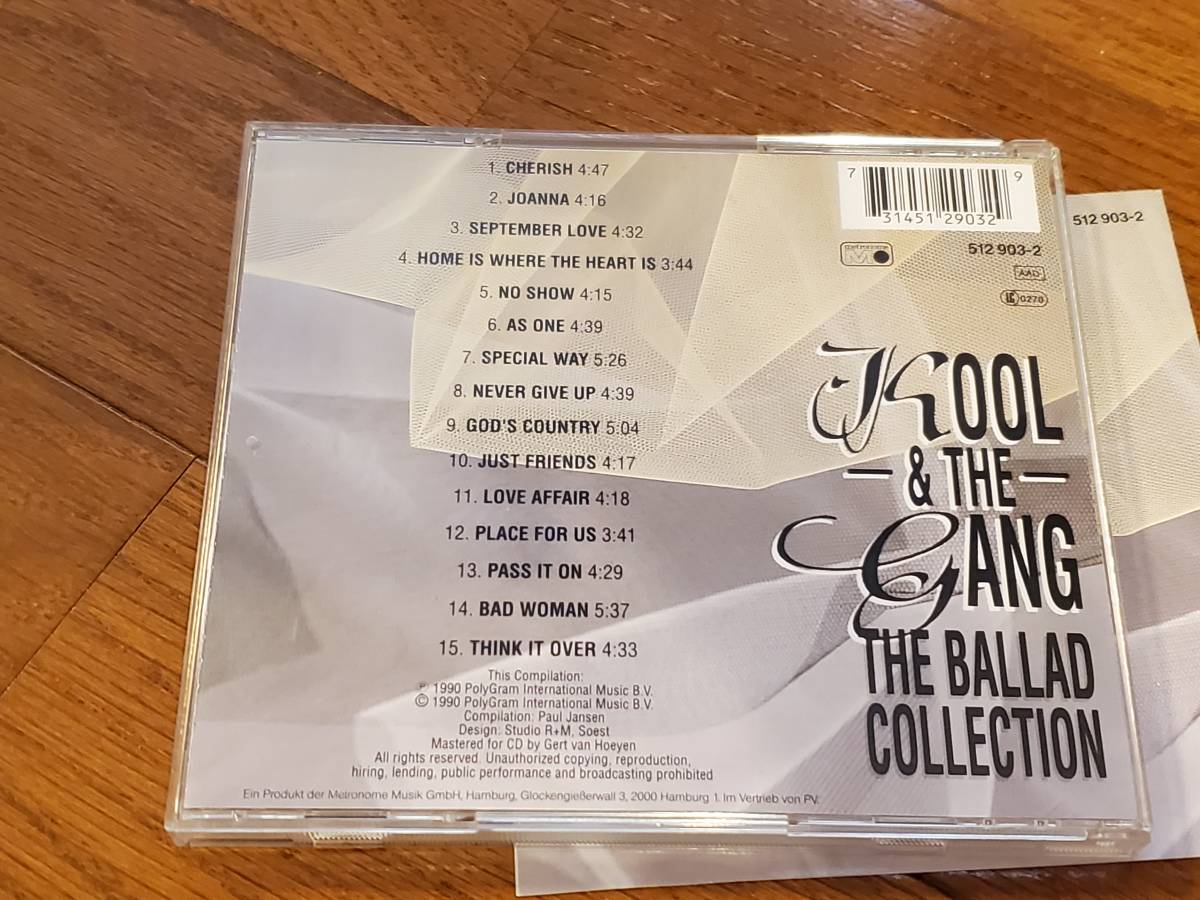 1. CHERISH 4:47
2. JOANNA 4:16
3. SEPTEMBER LOVE 4:32
4. HOME IS WHERE THE HEART IS 3:44
5. NO SHOW 4:15
6. AS ONE 4:39
7. SPECIAL WAY 5:26
8. NEVER GIVE UP 4:39
9. GOD'S COUNTRY 5:04
10. JUST FRIENDS 4:17
11. LOVE AFFAIR 4:18
12. PLACE FOR US 3:41
13. PASS IT ON 4:29
14. BAD WOMAN 5:37
15. THINK IT OVER 4:33
This Compilation:
℗ 1990 PolyGram International Music B.V.
© 1990 PolyGram International Music B.V.
Compilation: Paul Jansen
Design: Studio R+M, Soest
Mastered for CD by Gert van Hoeyen
All rights reserved. Unauthorized copying, reproduction,
hiring, lending, public performance and broadcasting prohibited
Ein Produkt der Metronome Musik GmbH, Hamburg, Glockengießerwall 3, 2000 Hamburg 1. Im Vertrieb von PV.
7 31451 29032 9
512 903-2
AAD
LC 0270
KOOL
& THE
GANG
THE BALLAD
COLLECTION
512 903-2